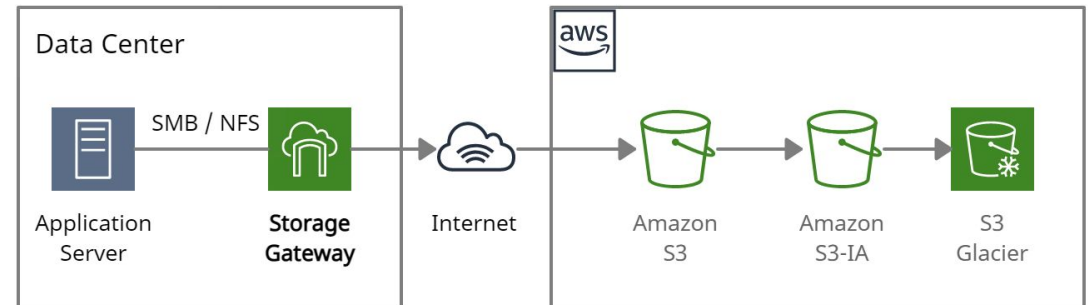 Data Center
aws
SMB / NFS
Application
Server
Storage
Gateway
Internet
Amazon
S3
Amazon
S3-IA
S3
Glacier